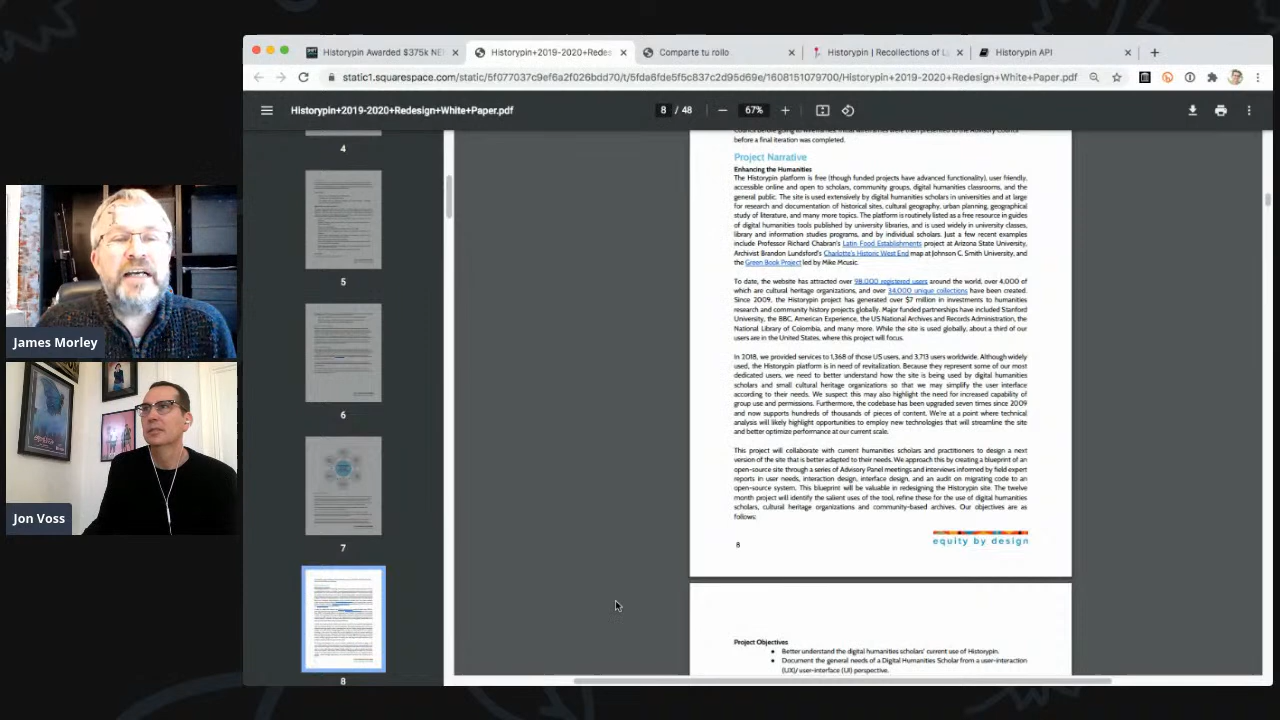 Historypin Awarded $375k NE
Historypin+2019-2020+Redes
Comparte tu rollo
Historypin | Recollections of L
Historypin API
static1.squarespace.com/static/5f077037c9ef6a2f026bdd70/t/5fda6fde5f5c837c2d95d69e/1608151079700/Historypin+2019-2020+Redesign+White+Paper.pdf
Historypin+2019-2020+Redesign+White+Paper.pdf
8 / 48
67%
4
5
6
7
8
James Morley
Jon Voss
before a final iteration was completed.
Project Narrative
Enhancing the Humanities
The Historypin platform is free (though funded projects have advanced functionality), user friendly,
accessible online and open to scholars, community groups, digital humanities classrooms, and the
general public. The site is used extensively by digital humanities scholars in universities and at large
for research and documentation of historical sites, cultural geography, urban planning, geographical
study of literature, and many more topics. The platform is routinely listed as a free resource in guides
of digital humanities tools published by university libraries, and is used widely in university classes,
library and information studies programs, and by individual scholars. Just a few recent examples
include Professor Richard Chabran's Latin Food Establishments project at Arizona State University,
Archivist Brandon Lundsford's Charlotte's Historic West End map at Johnson C. Smith University, and
the Green Book Project led by Mike Mcusic.
To date, the website has attracted over 98,000 registered users around the world, over 4,000 of
which are cultural heritage organizations, and over 34,000 unique collections have been created.
Since 2009, the Historypin project has generated over $7 million in investments to humanities
research and community history projects globally. Major funded partnerships have included Stanford
University, the BBC, American Experience, the US National Archives and Records Administration, the
National Library of Colombia, and many more. While the site is used globally, about a third of our
users are in the United States, where this project will focus.
In 2018, we provided services to 1,368 of those US users, and 3,713 users worldwide. Although widely
used, the Historypin platform is in need of revitalization. Because they represent some of our most
dedicated users, we need to better understand how the site is being used by digital humanities
scholars and small cultural heritage organizations so that we may simplify the user interface
according to their needs. We suspect this may also highlight the need for increased capability of
group use and permissions. Furthermore, the codebase has been upgraded seven times since 2009
and now supports hundreds of thousands of pieces of content. We're at a point where technical
analysis will likely highlight opportunities to employ new technologies that will streamline the site
and better optimize performance at our current scale.
This project will collaborate with current humanities scholars and practitioners to design a next
version of the site that is better adapted to their needs. We approach this by creating a blueprint of an
open-source site through a series of Advisory Panel meetings and interviews informed by field expert
reports in user needs, interaction design, interface design, and an audit on migrating code to an
open-source system. This blueprint will be valuable in redesigning the Historypin site. The twelve
month project will identify the salient uses of the tool, refine these for the use of digital humanities
scholars, cultural heritage organizations and community-based archives. Our objectives are as
follows:
8
equity by design
Project Objectives
● Better understand the digital humanities scholars' current use of Historypin.
● Document the general needs of a Digital Humanities Scholar from a user-interaction
(UX)/ user-interface (UI) perspective.